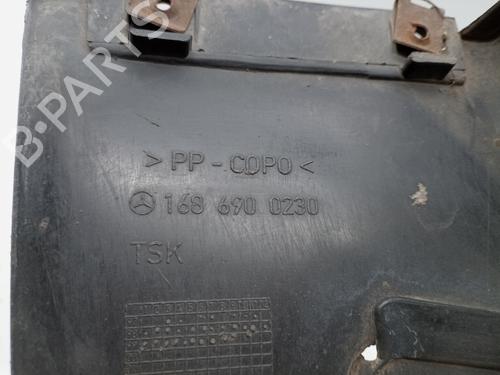 B-PARTS
> PP-COPO <
168 690 0230
TSK